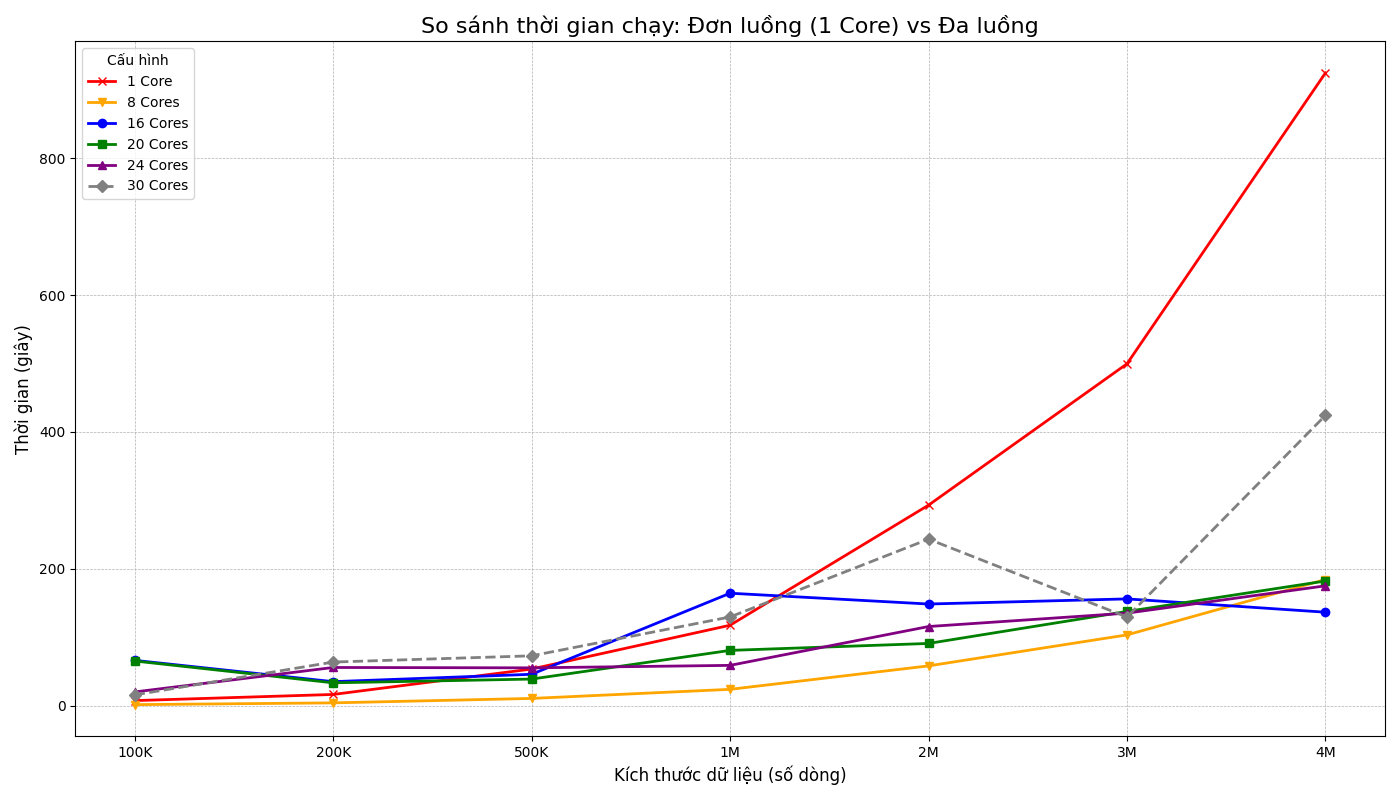 So sánh thời gian chạy: Đơn luồng (1 Core) vs Đa luồng
Cấu hình
1 Core
8 Cores
16 Cores
20 Cores
24 Cores
30 Cores
Thời gian (giây)
800
600
400
200
0
100K 200K 500K 1M 2M 3M 4M
Kích thước dữ liệu (số dòng)